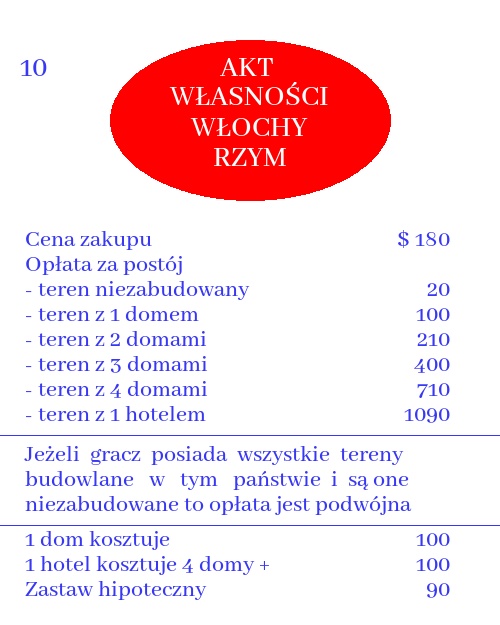 10
AKT
WŁASNOŚCI
WŁOCHY
RZYM
Cena zakupu $ 180
Opłata za postój
- teren niezabudowany 20
- teren z 1 domem 100
- teren z 2 domami 210
- teren z 3 domami 400
- teren z 4 domami 710
- teren z 1 hotelem 1090
Jeżeli gracz posiada wszystkie tereny
budowlane w tym państwie i są one
niezabudowane to opłata jest podwójna
1 dom kosztuje 100
1 hotel kosztuje 4 domy + 100
Zastaw hipoteczny 90